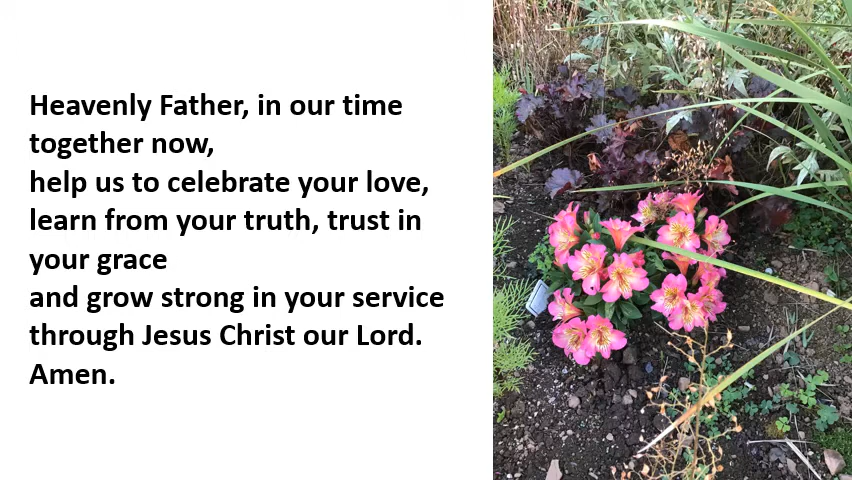 Heavenly Father, in our time
together now,
help us to celebrate your love,
learn from your truth, trust in
your grace
and grow strong in your service
through Jesus Christ our Lord.
Amen.